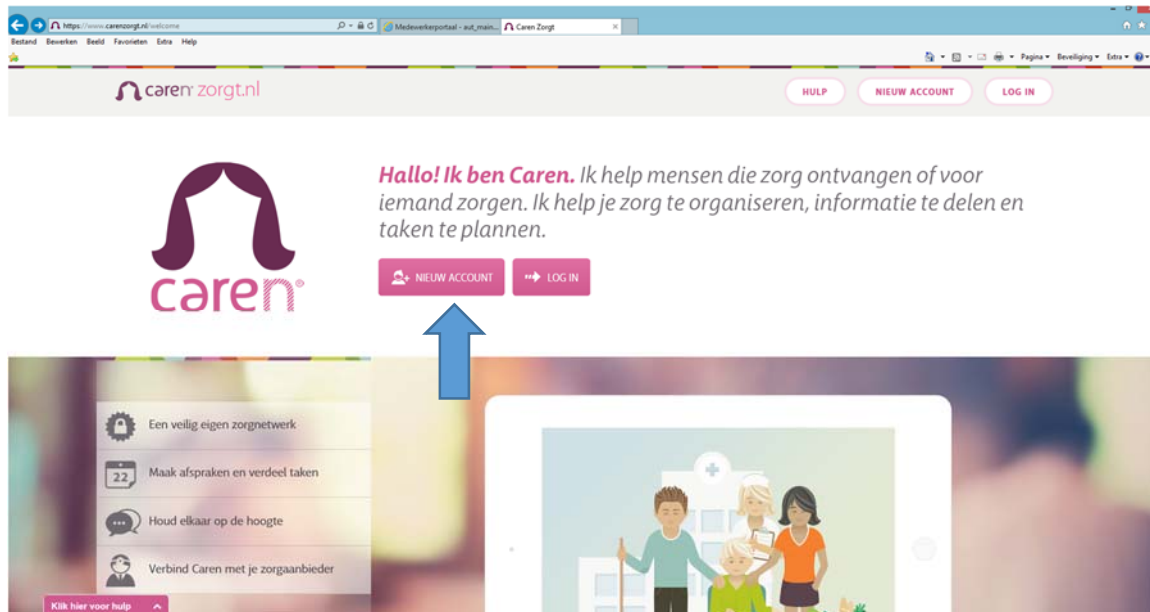 https://www.carenzorgt.nl/welcome
Medewerkerportaal - aut_main...
Caren Zorgt
Bestand Bewerken Beeld Favorieten Extra Help
Pagina Beveiliging Extra
caren zorgt.nl
HULP
NIEUW ACCOUNT
LOG IN
Hallo! Ik ben Caren. Ik help mensen die zorg ontvangen of voor
iemand zorgen. Ik help je zorg te organiseren, informatie te delen en
taken te plannen.
caren
NIEUW ACCOUNT
LOG IN
Een veilig eigen zorgnetwerk
22
Maak afspraken en verdeel taken
Houd elkaar op de hoogte
Verbind Caren met je zorgaanbieder
Klik hier voor hulp